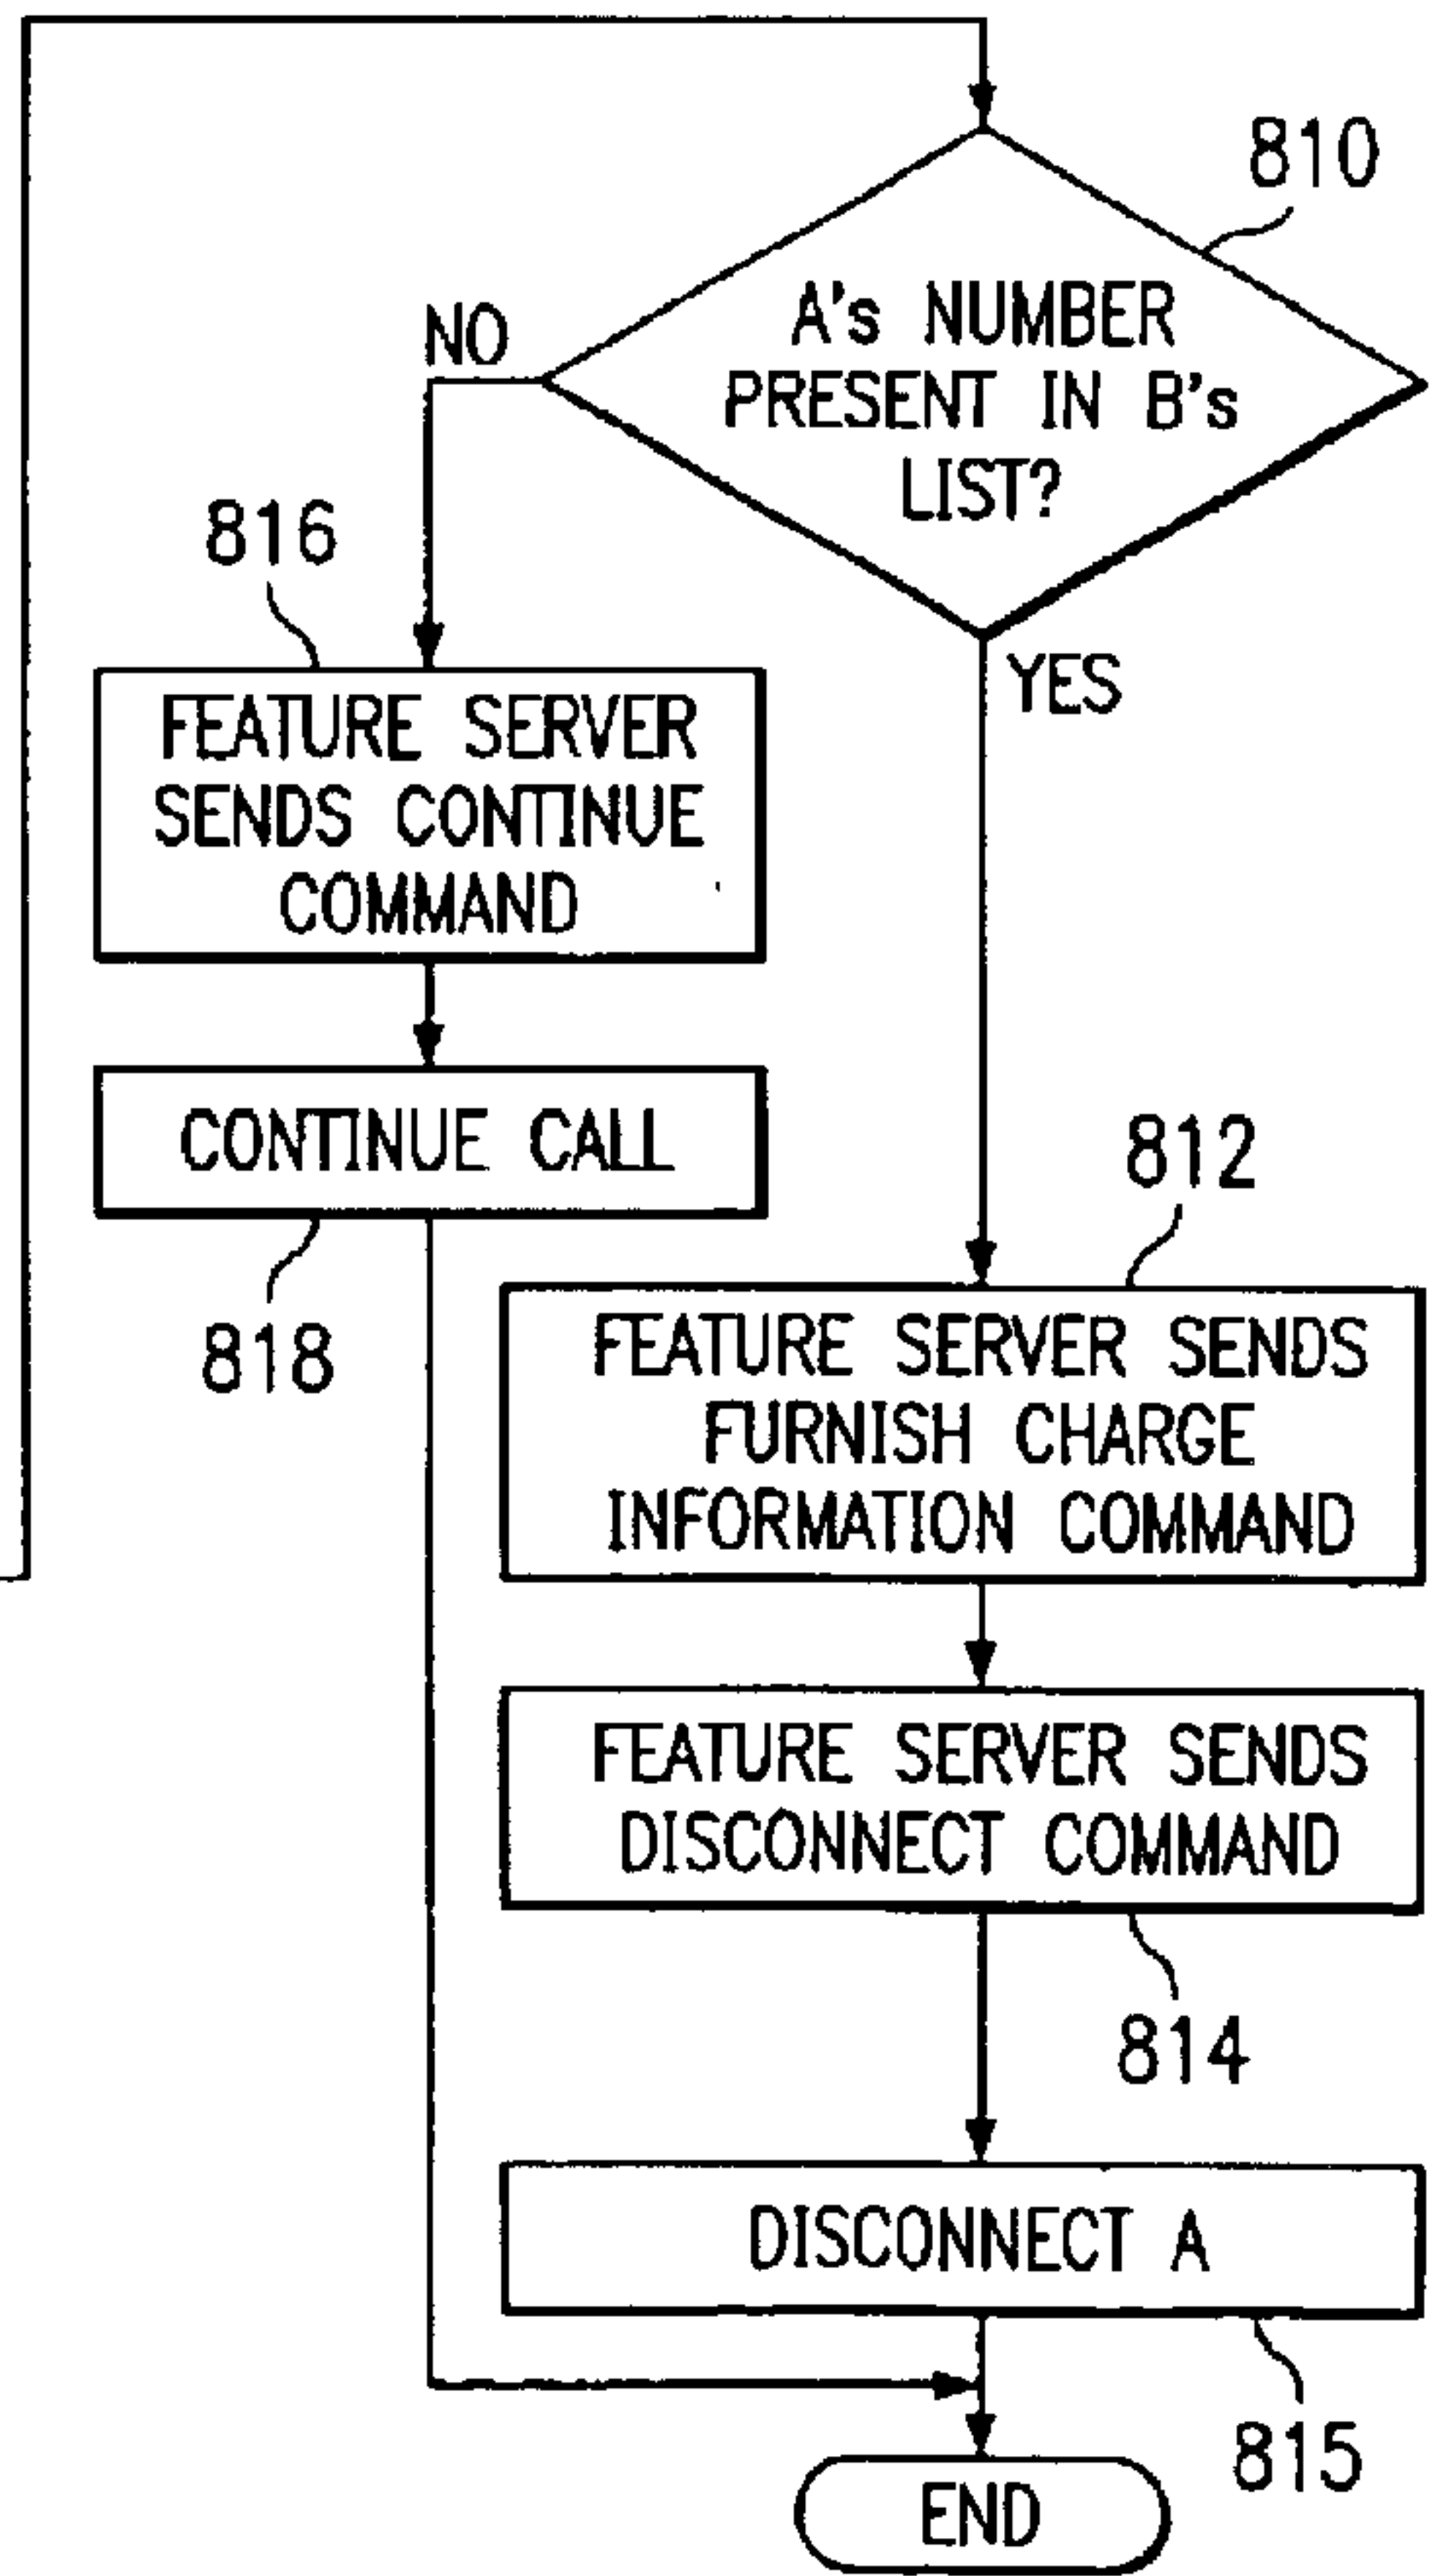 810
A's NUMBER
PRESENT IN B's
LIST?
NO
YES
816
FEATURE SERVER
SENDS CONTINUE
COMMAND
CONTINUE CALL
818
812
FEATURE SERVER SENDS
FURNISH CHARGE
INFORMATION COMMAND
FEATURE SERVER SENDS
DISCONNECT COMMAND
814
DISCONNECT A
815
END